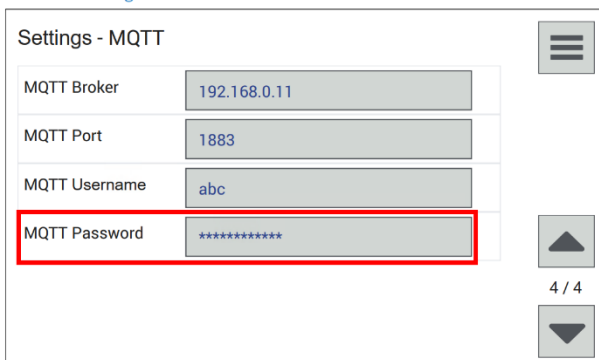 Settings - MQTT
MQTT Broker
192.168.0.11
MQTT Port
1883
MQTT Username
abc
MQTT Password
************
4 / 4